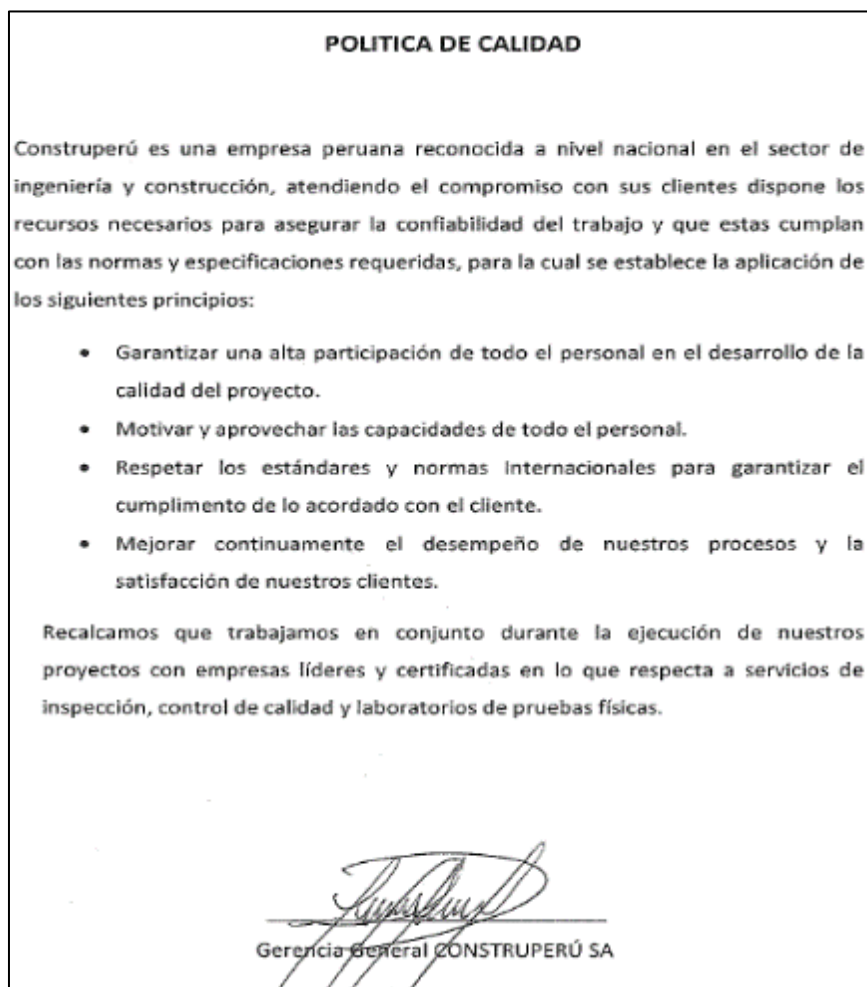 POLITICA DE CALIDAD
Construperú es una empresa peruana reconocida a nivel nacional en el sector de
ingeniería y construcción, atendiendo el compromiso con sus clientes dispone los
recursos necesarios para asegurar la confiabilidad del trabajo y que estas cumplan
con las normas y especificaciones requeridas, para la cual se establece la aplicación de
los siguientes principios:
• Garantizar una alta participación de todo el personal en el desarrollo de la
calidad del proyecto.
• Motivar y aprovechar las capacidades de todo el personal.
• Respetar los estándares y normas Internacionales para garantizar el
cumplimento de lo acordado con el cliente.
• Mejorar continuamente el desempeño de nuestros procesos y la
satisfacción de nuestros clientes.
Recalcamos que trabajamos en conjunto durante la ejecución de nuestros
proyectos con empresas líderes y certificadas en lo que respecta a servicios de
inspección, control de calidad y laboratorios de pruebas físicas.
Gerencia General CONSTRUPERÚ SA